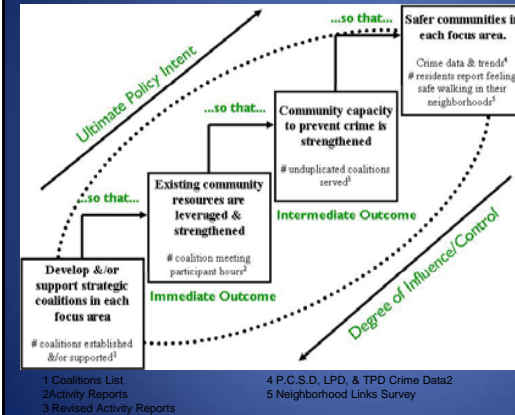 ...so that...
Safer communities in
each focus area.
Crime data & trends4
# residents report feeling
safe walking in their
neighborhoods5
Ultimate Policy Intent
...so that...
Community capacity
to prevent crime is
strengthened
# unduplicated coalitions
served3
...so that...
Existing community
resources are
leveraged &
strengthened
# coalition meeting
participant hours2
Intermediate Outcome
Develop &/or
support strategic
coalitions in each
focus area
# coalitions established
&/or supported1
Immediate Outcome
Degree of Influence/Control
1 Coalitions List
2Activity Reports
3 Revised Activity Reports
4 P.C.S.D, LPD, & TPD Crime Data2
5 Neighborhood Links Survey